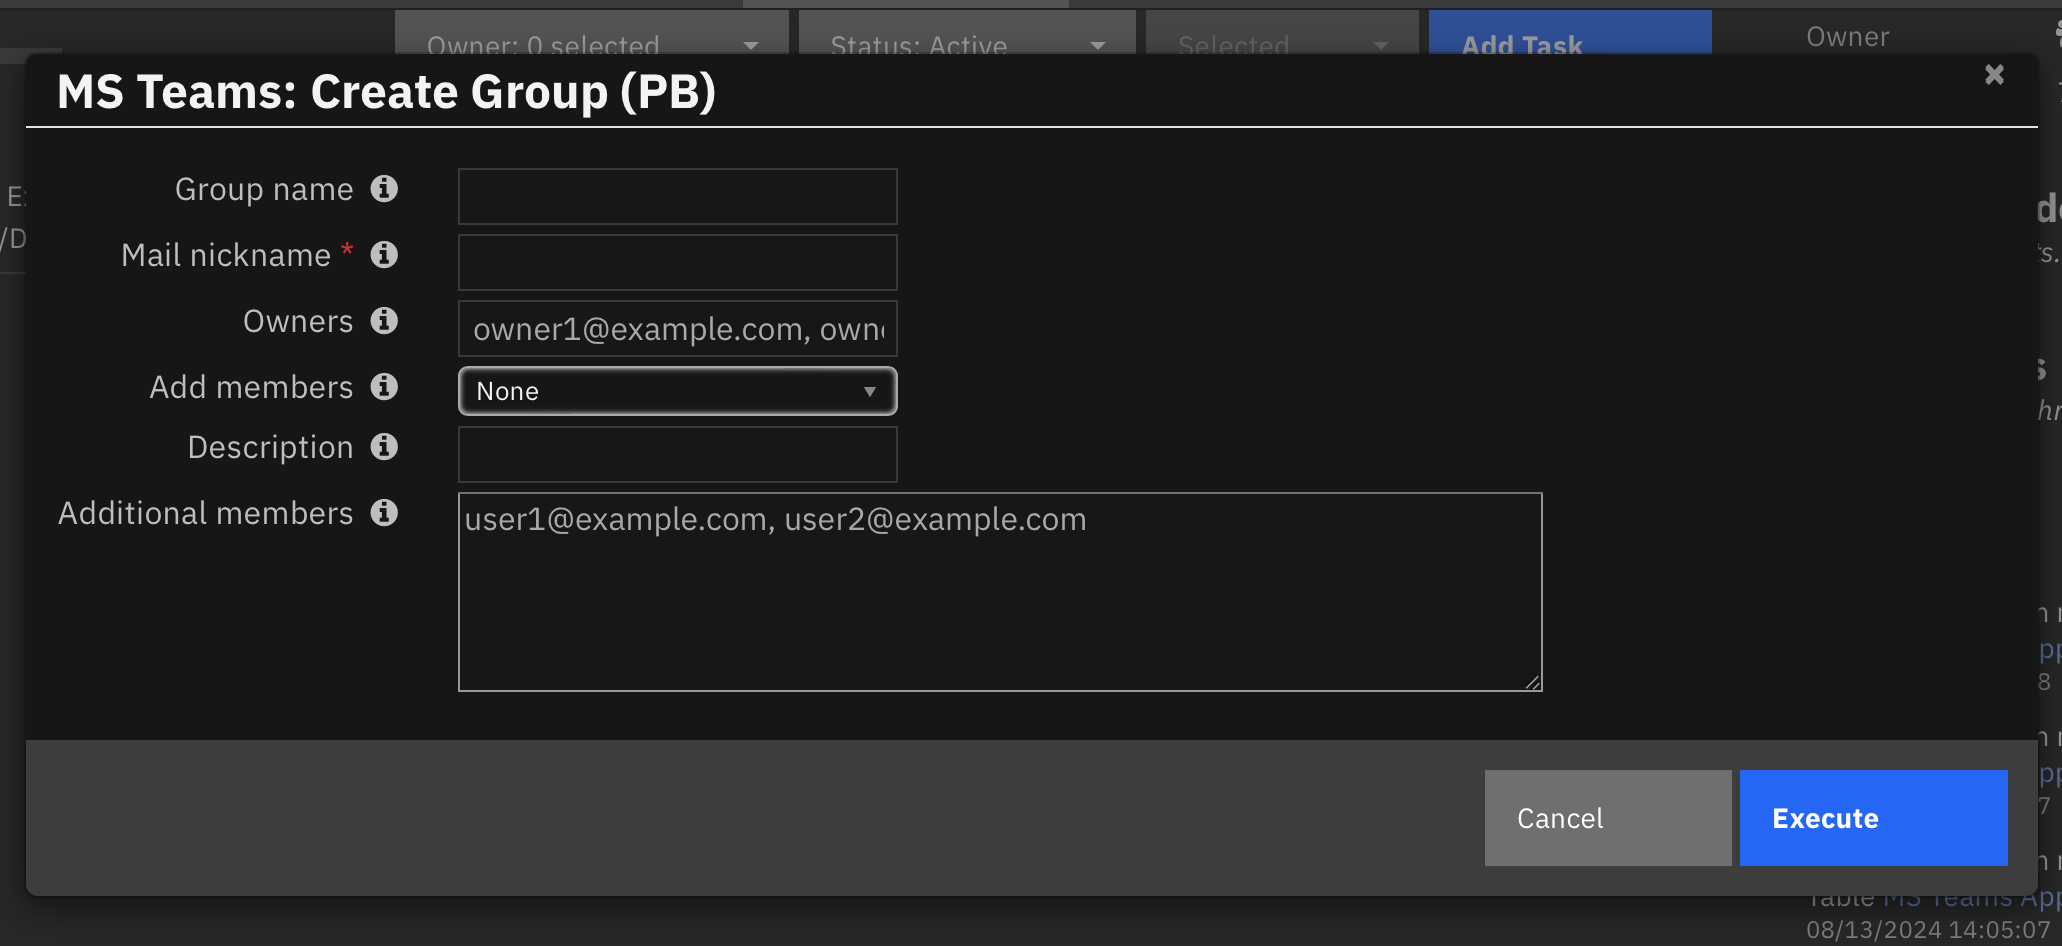 Owner: 0 selected
Status: Active
Selected
Add Task
Owner
MS Teams: Create Group (PB)
Group name
Mail nickname *
Owners
owner1@example.com, owne
Add members
None
Description
Additional members
user1@example.com, user2@example.com
Cancel
Execute
Table MS Teams App
08/13/2024 14:05:07